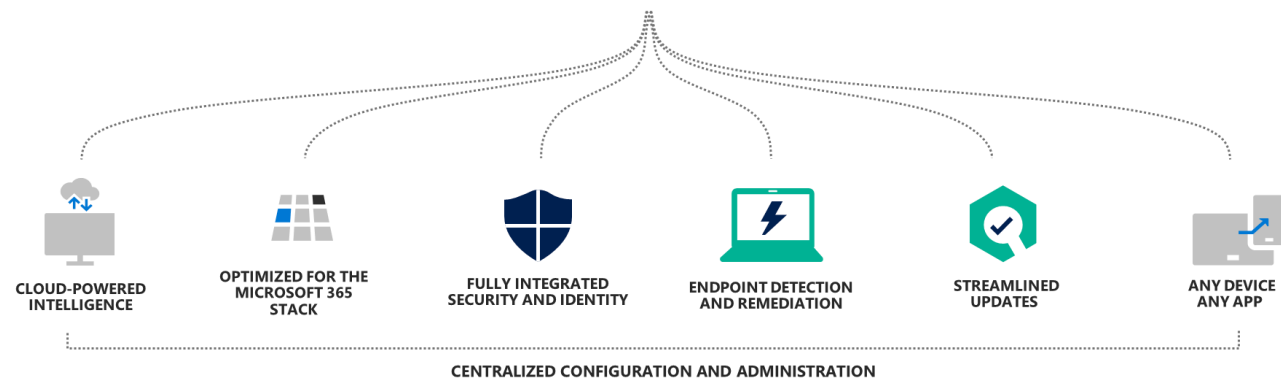 CLOUD-POWERED
INTELLIGENCE
OPTIMIZED FOR THE
MICROSOFT 365
STACK
FULLY INTEGRATED
SECURITY AND IDENTITY
ENDPOINT DETECTION
AND REMEDIATION
STREAMLINED
UPDATES
ANY DEVICE
ANY APP
CENTRALIZED CONFIGURATION AND ADMINISTRATION